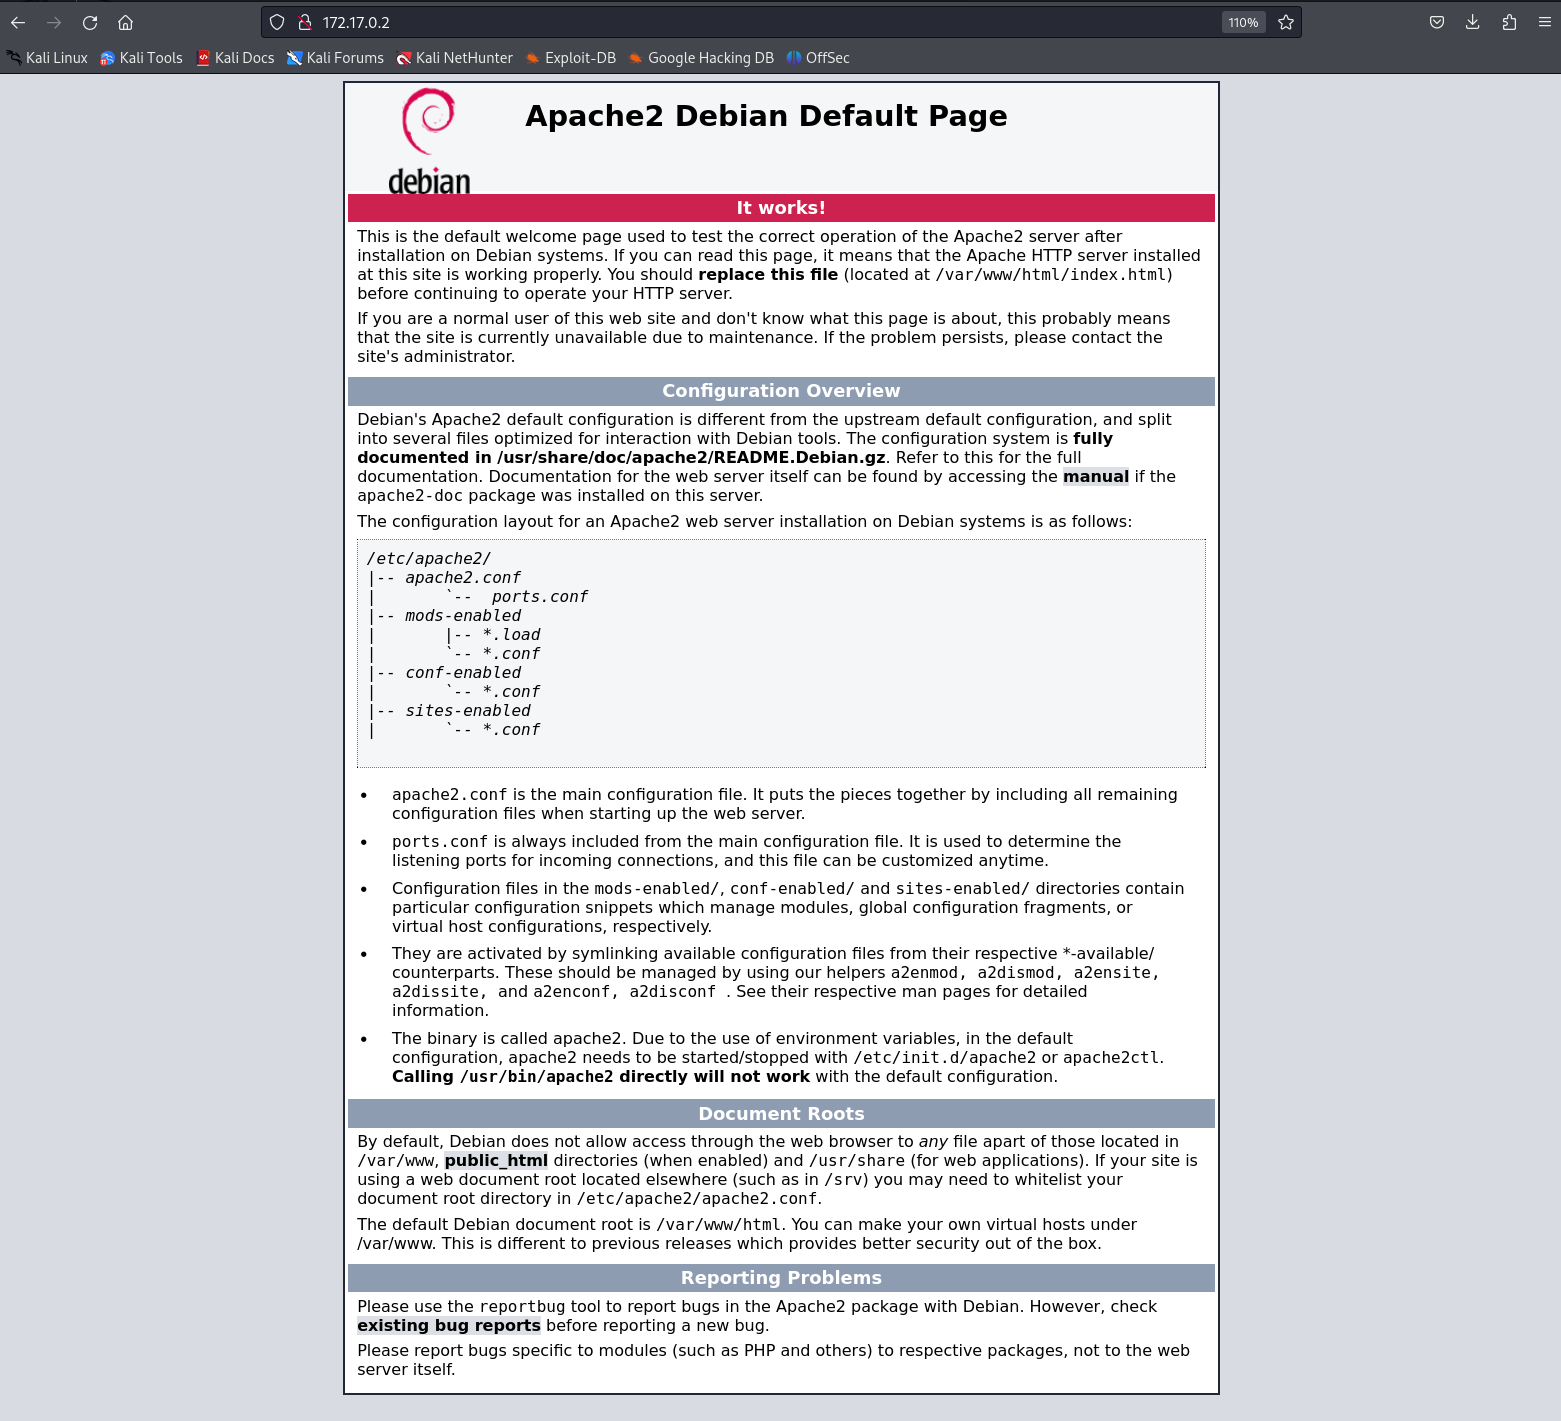 172.17.0.2
110%
Kali Linux Kali Tools Kali Docs Kali Forums Kali NetHunter Exploit-DB Google Hacking DB OffSec
debian
Apache2 Debian Default Page
It works!
This is the default welcome page used to test the correct operation of the Apache2 server after
installation on Debian systems. If you can read this page, it means that the Apache HTTP server installed
at this site is working properly. You should replace this file (located at /var/www/html/index.html)
before continuing to operate your HTTP server.
If you are a normal user of this web site and don't know what this page is about, this probably means
that the site is currently unavailable due to maintenance. If the problem persists, please contact the
site's administrator.
Configuration Overview
Debian's Apache2 default configuration is different from the upstream default configuration, and split
into several files optimized for interaction with Debian tools. The configuration system is fully
documented in /usr/share/doc/apache2/README.Debian.gz. Refer to this for the full
documentation. Documentation for the web server itself can be found by accessing the manual if the
apache2-doc package was installed on this server.
The configuration layout for an Apache2 web server installation on Debian systems is as follows:
/etc/apache2/
|-- apache2.conf
|       `--  ports.conf
|-- mods-enabled
|       |-- *.load
|       `-- *.conf
|-- conf-enabled
|       `-- *.conf
|-- sites-enabled
|       `-- *.conf
• apache2.conf is the main configuration file. It puts the pieces together by including all remaining
configuration files when starting up the web server.
• ports.conf is always included from the main configuration file. It is used to determine the
listening ports for incoming connections, and this file can be customized anytime.
• Configuration files in the mods-enabled/, conf-enabled/ and sites-enabled/ directories contain
particular configuration snippets which manage modules, global configuration fragments, or
virtual host configurations, respectively.
• They are activated by symlinking available configuration files from their respective *-available/
counterparts. These should be managed by using our helpers a2enmod, a2dismod, a2ensite,
a2dissite, and a2enconf, a2disconf . See their respective man pages for detailed
information.
• The binary is called apache2. Due to the use of environment variables, in the default
configuration, apache2 needs to be started/stopped with /etc/init.d/apache2 or apache2ctl.
Calling /usr/bin/apache2 directly will not work with the default configuration.
Document Roots
By default, Debian does not allow access through the web browser to any file apart of those located in
/var/www, public_html directories (when enabled) and /usr/share (for web applications). If your site is
using a web document root located elsewhere (such as in /srv) you may need to whitelist your
document root directory in /etc/apache2/apache2.conf.
The default Debian document root is /var/www/html. You can make your own virtual hosts under
/var/www. This is different to previous releases which provides better security out of the box.
Reporting Problems
Please use the reportbug tool to report bugs in the Apache2 package with Debian. However, check
existing bug reports before reporting a new bug.
Please report bugs specific to modules (such as PHP and others) to respective packages, not to the web
server itself.